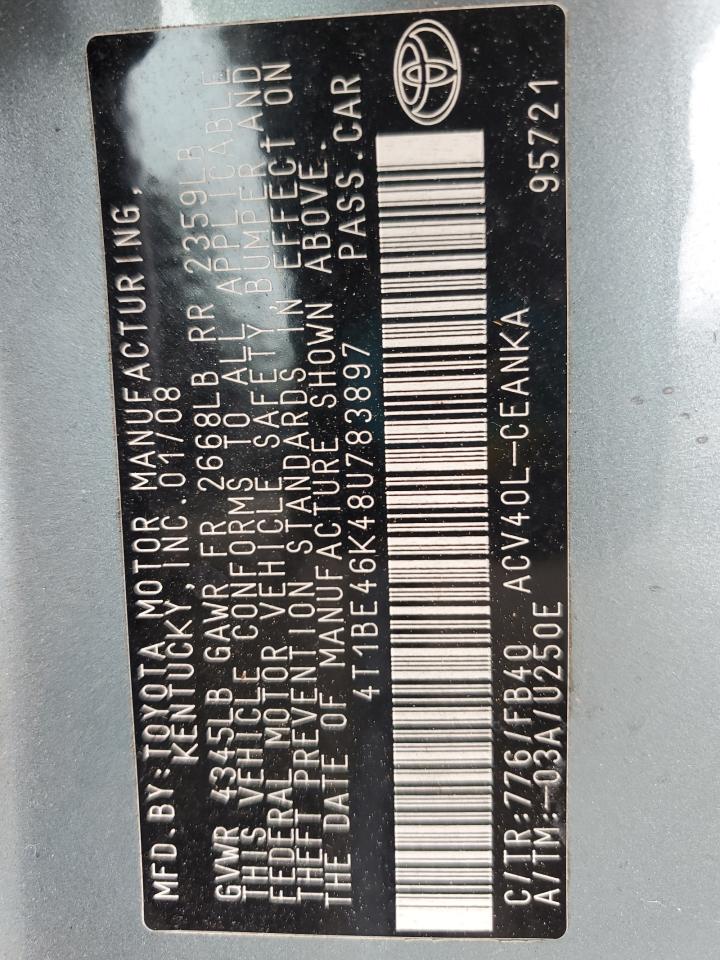 MFD.BY:TOYOTA MOTOR MANUFACTURING,
KENTUCKY, INC.01/08
GVWR 4345LB GAWR FR 2668LB RR 2359LB
THIS VEHICLE CONFORMS TO ALL APPLICABLE
FEDERAL MOTOR VEHICLE SAFETY,BUMPER,AND
THEFT PREVENTION STANDARDS IN EFFECT ON
THE DATE OF MANUFACTURE SHOWN ABOVE.
4T1BE46K48U783897 PASS.CAR
C/TR:776/FB40 ACV40L-CEANKA
A/TM:-03A/U250E 95721